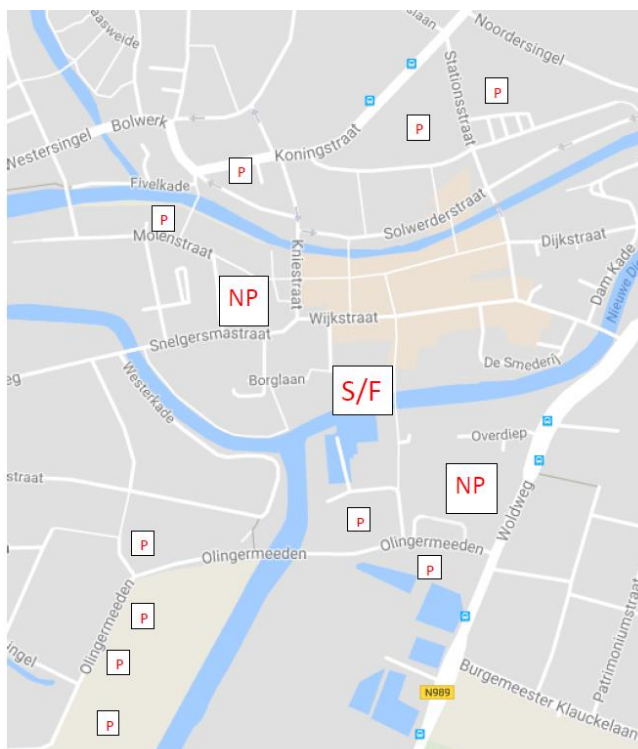 Noordersingel
Stationsstraat
P
P
Bolwerk
Westersingel
Koningstraat
P
Fivelkade
P
Solwerderstraat
Molenstraat
Kniestraat
Dijkstraat
Dam Kade
NP
Wijkstraat
Snelgersmastraat
De Smederij
Westerkade
Borglaan
S/F
Overdiep
NP
straat
Woldweg
P
P
Olingermeeden
Olingermeeden
P
Olingermeeden
P
Patrimoniumstraat
singel
P
Burgemeester Klauckelaan
N989
P